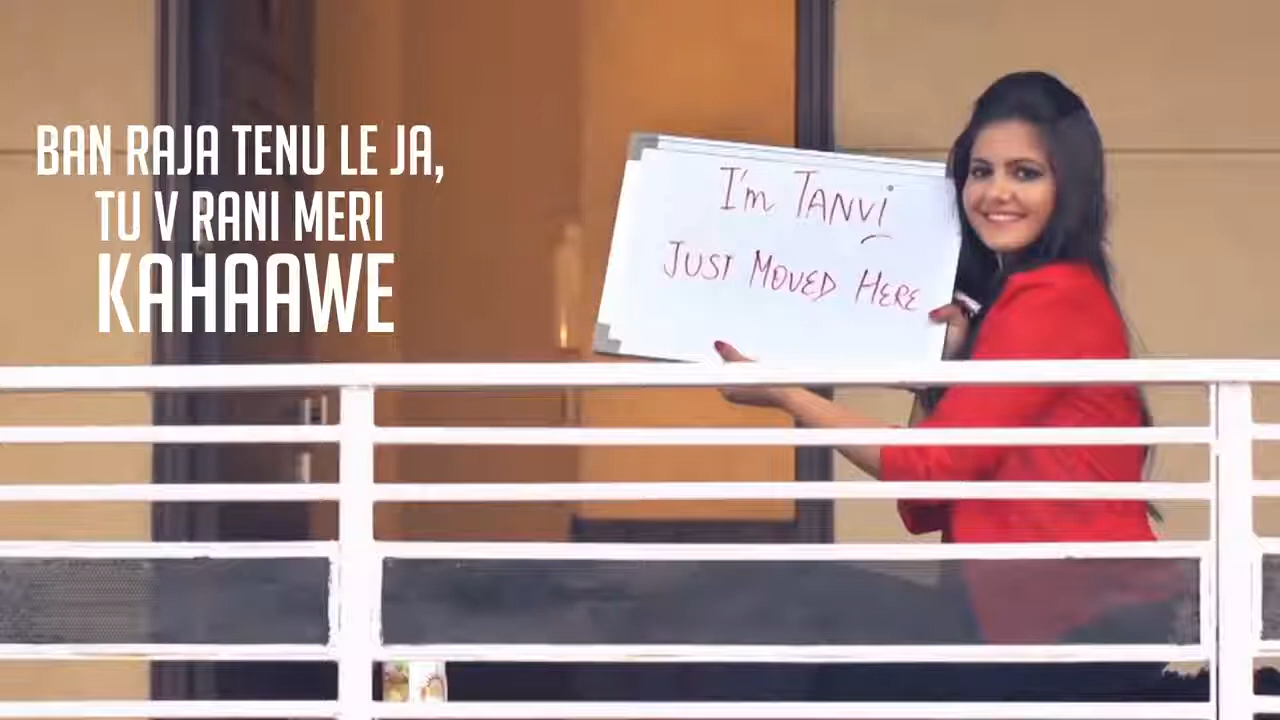 BAN RAJA TENU LE JA,
TU V RANI MERI
KAHAAWE
I'm TANVi
JUST MOVED HERE